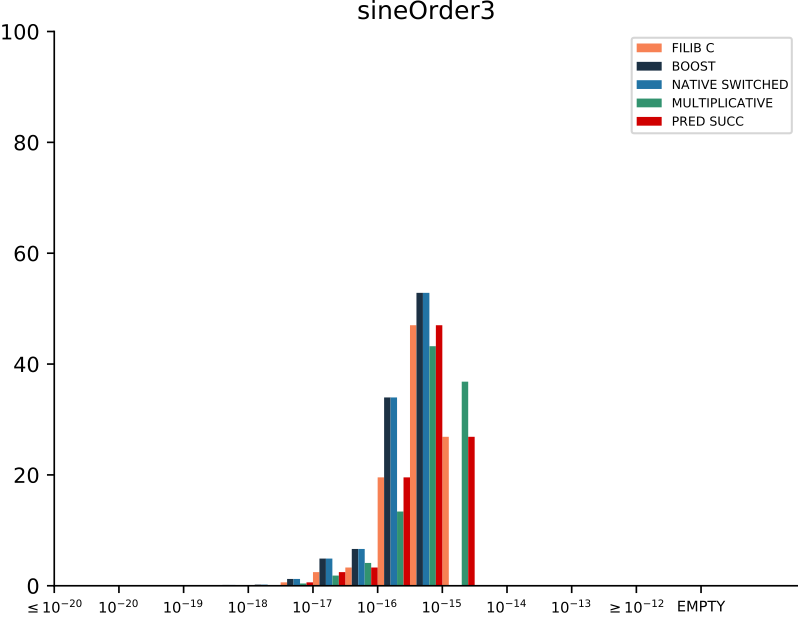 sineOrder3
100
80
60
40
20
0
FILIB C
BOOST
NATIVE SWITCHED
MULTIPLICATIVE
PRED SUCC
≤ 10⁻²⁰ 10⁻²⁰ 10⁻¹⁹ 10⁻¹⁸ 10⁻¹⁷ 10⁻¹⁶ 10⁻¹⁵ 10⁻¹⁴ 10⁻¹³ ≥ 10⁻¹² EMPTY